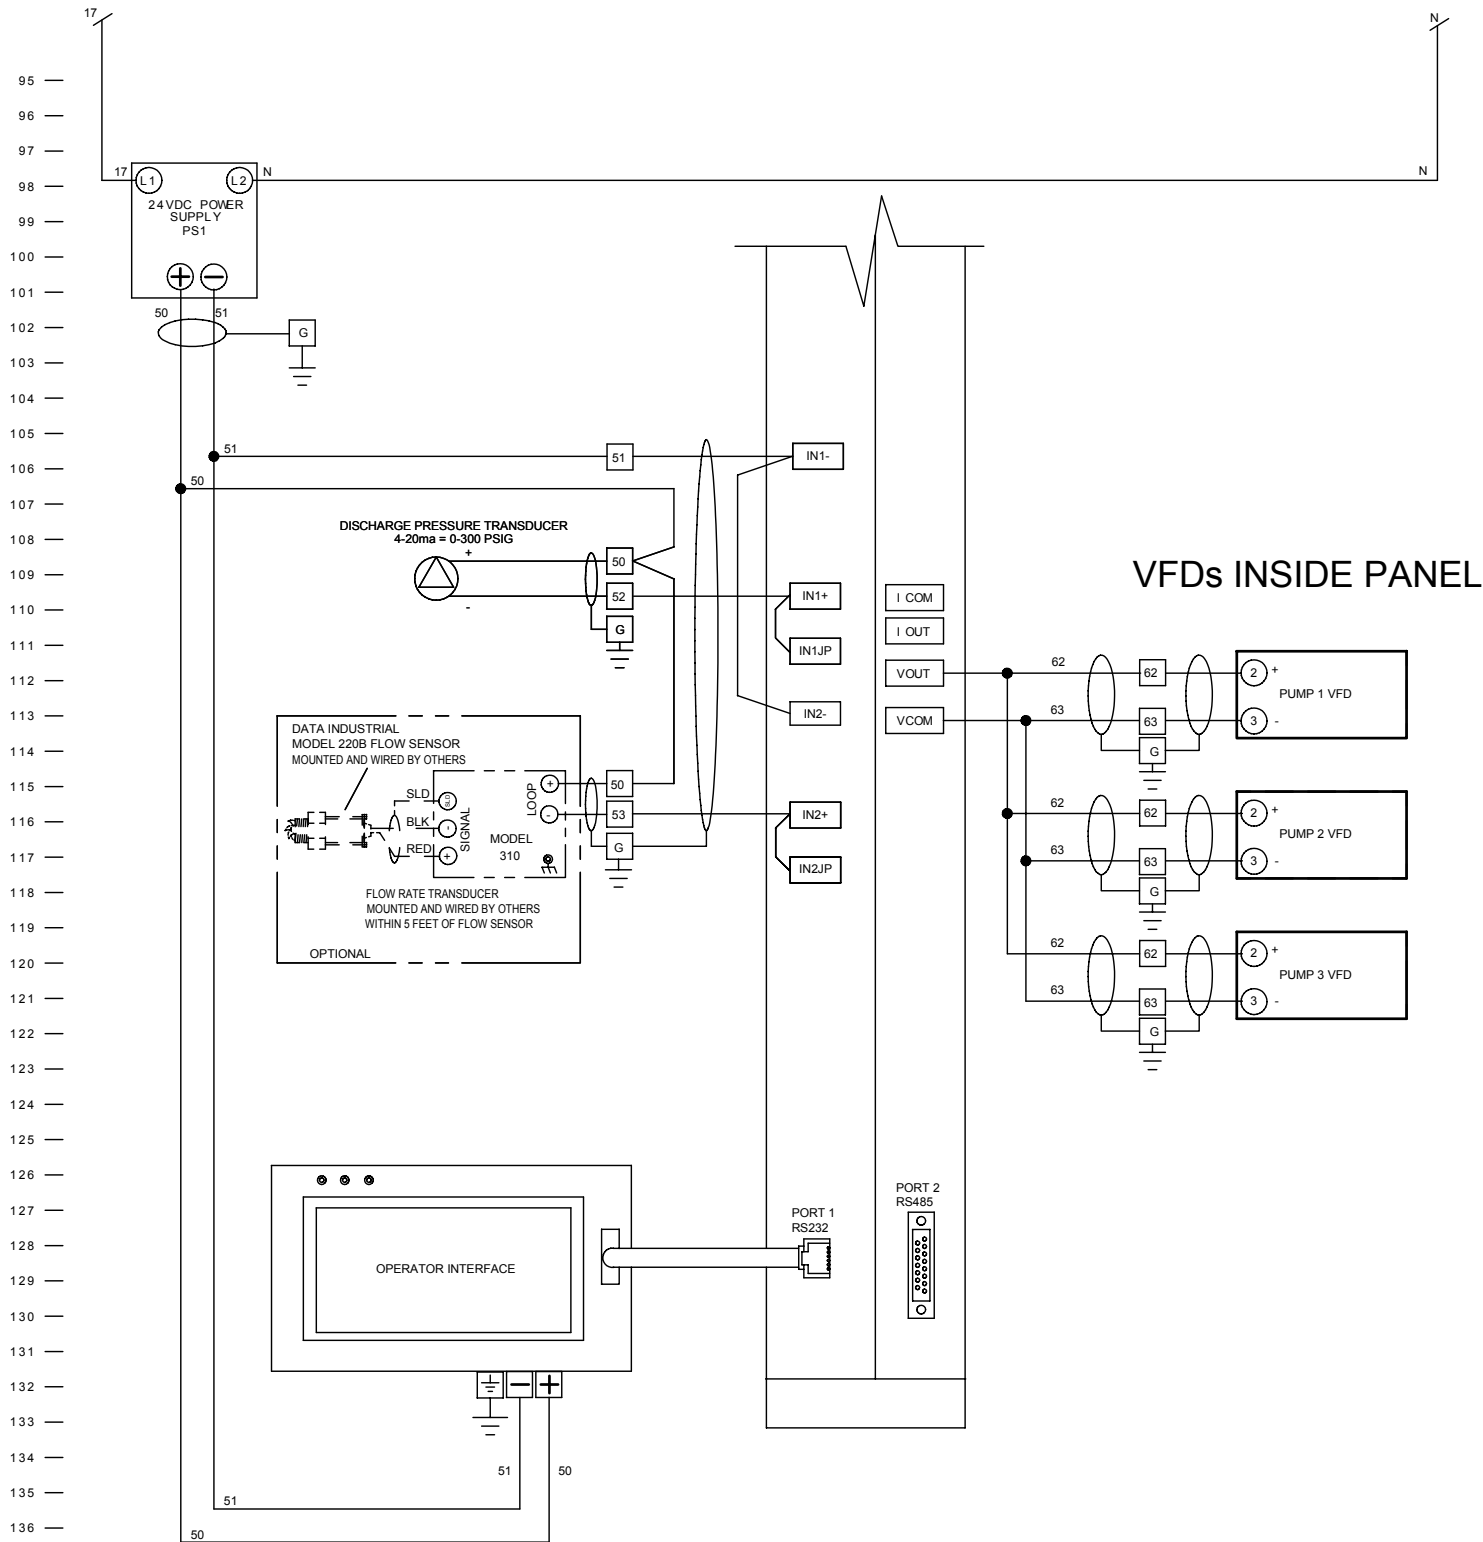 17
N
95
96
97
98
17
L1
L2
N
N
24VDC POWER
SUPPLY
PS1
99
100
101
50
51
102
G
103
104
105
51
51
IN1-
106
50
107
DISCHARGE PRESSURE TRANSDUCER
4-20ma = 0-300 PSIG
108
+
50
109
VFDs INSIDE PANEL
52
IN1+
I COM
110
-
G
I OUT
111
IN1JP
VOUT
62
62
2
+
112
PUMP 1 VFD
IN2-
VCOM
63
63
3
-
113
G
114
DATA INDUSTRIAL
MODEL 220B FLOW SENSOR
MOUNTED AND WIRED BY OTHERS
115
+
50
LOOP
-
53
IN2+
SLD
SLD
116
BLK
-
SIGNAL
RED
+
MODEL
310
117
G
IN2JP
62
62
2
+
PUMP 2 VFD
63
63
3
-
G
118
FLOW RATE TRANSDUCER
MOUNTED AND WIRED BY OTHERS
WITHIN 5 FEET OF FLOW SENSOR
119
OPTIONAL
120
62
62
2
+
PUMP 3 VFD
121
63
63
3
-
122
G
123
124
125
126
127
PORT 1
RS232
PORT 2
RS485
128
OPERATOR INTERFACE
129
130
131
132
133
134
51
50
135
51
136
50